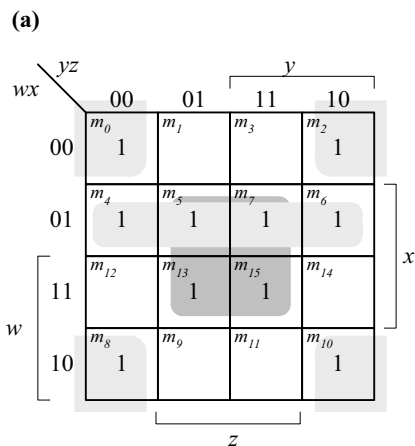 (a)
yz
wx
y
00 01 11 10
m0 m1 m3 m2
00 1 1
m4 m5 m7 m6
01 1 1 1 1
x
m12 m13 m15 m14
11 1 1
w
m8 m9 m11 m10
10 1 1
z